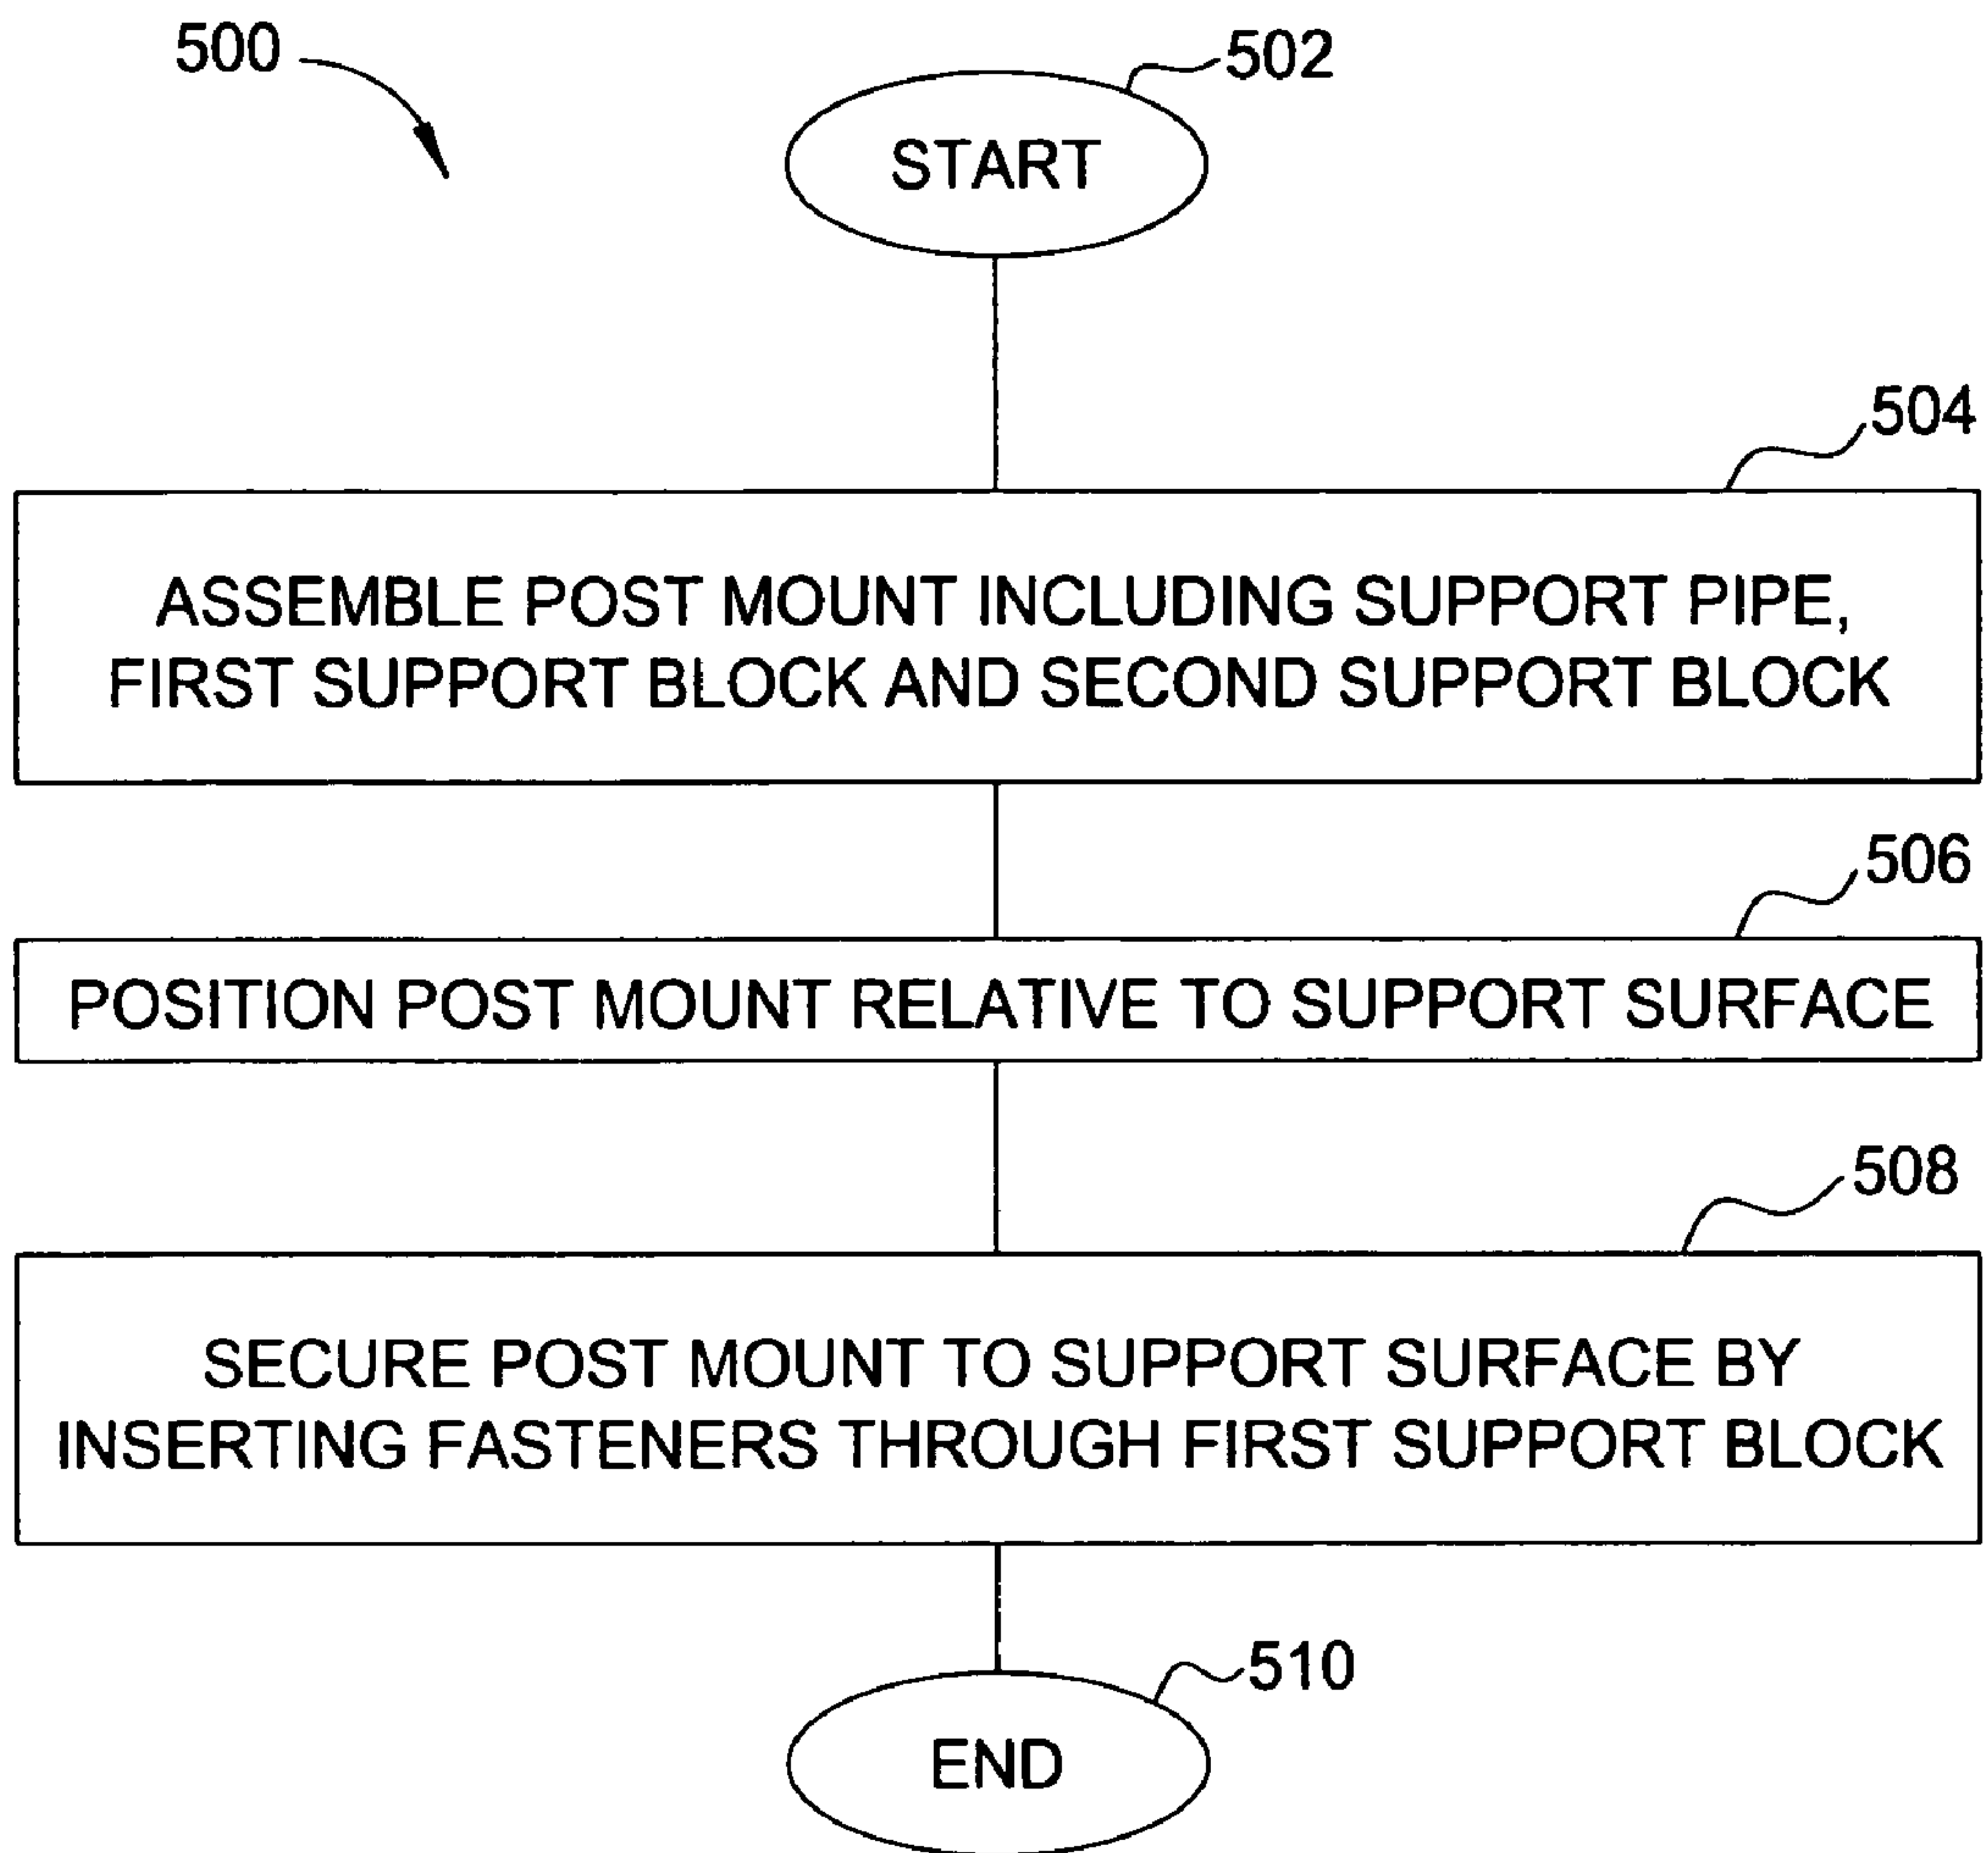 500
502
START
504
ASSEMBLE POST MOUNT INCLUDING SUPPORT PIPE,
FIRST SUPPORT BLOCK AND SECOND SUPPORT BLOCK
506
POSITION POST MOUNT RELATIVE TO SUPPORT SURFACE
508
SECURE POST MOUNT TO SUPPORT SURFACE BY
INSERTING FASTENERS THROUGH FIRST SUPPORT BLOCK
510
END